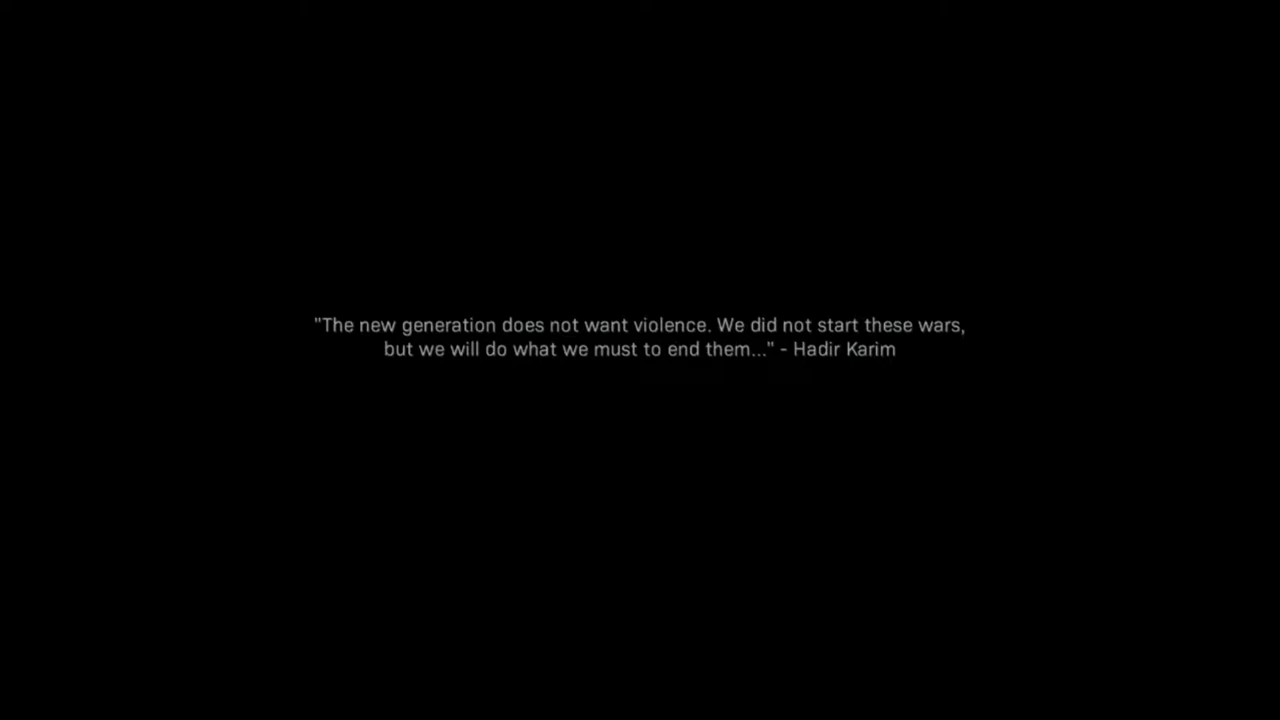 "The new generation does not want violence. We did not start these wars,
but we will do what we must to end them..." - Hadir Karim